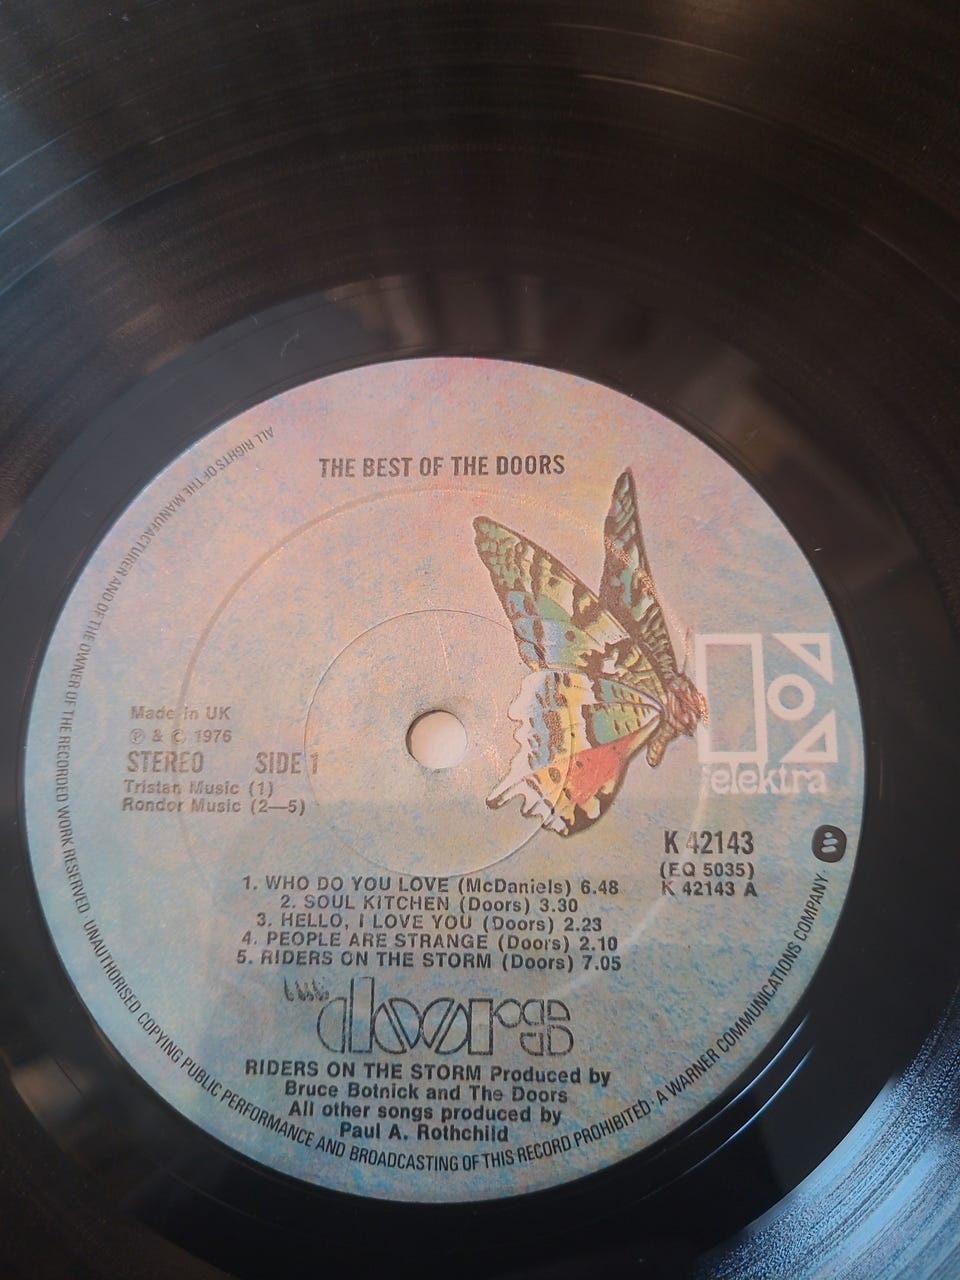 THE BEST OF THE DOORS
elektra
Made in UK
℗ & © 1976
STEREO SIDE 1
Tristan Music (1)
Rondor Music (2—5)
K 42143
(EQ 5035)
K 42143 A
1. WHO DO YOU LOVE (McDaniels) 6.48
2. SOUL KITCHEN (Doors) 3.30
3. HELLO, I LOVE YOU (Doors) 2.23
4. PEOPLE ARE STRANGE (Doors) 2.10
5. RIDERS ON THE STORM (Doors) 7.05
the doors
RIDERS ON THE STORM Produced by
Bruce Botnick and The Doors
All other songs produced by
Paul A. Rothchild
ALL RIGHTS OF THE MANUFACTURER AND OF THE OWNER OF THE RECORDED WORK RESERVED · UNAUTHORISED COPYING PUBLIC PERFORMANCE AND BROADCASTING OF THIS RECORD PROHIBITED · A WARNER COMMUNICATIONS COMPANY ·